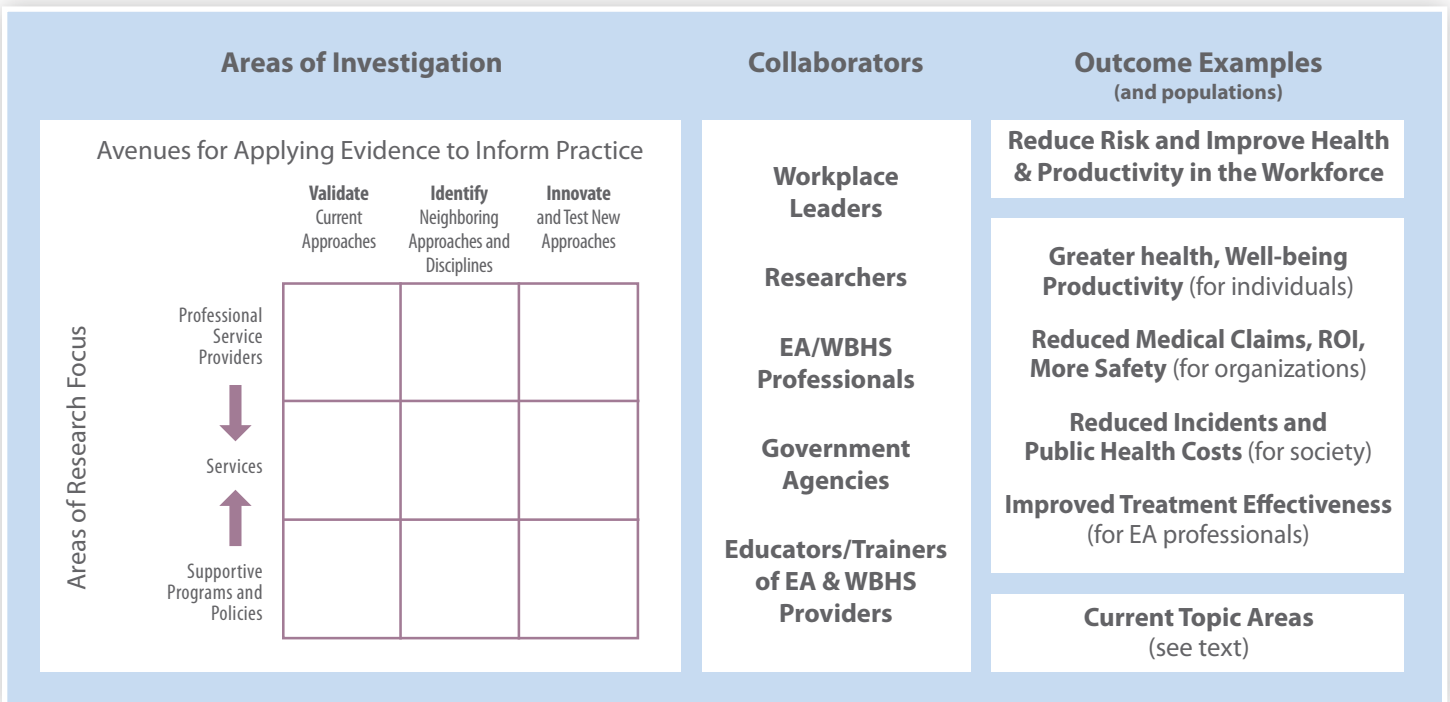 Areas of Investigation
Avenues for Applying Evidence to Inform Practice
Validate
Current
Approaches
Identify
Neighboring
Approaches and
Disciplines
Innovate
and Test New
Approaches
Areas of Research Focus
Professional
Service
Providers
Services
Supportive
Programs and
Policies
Collaborators
Workplace
Leaders
Researchers
EA/WBHS
Professionals
Government
Agencies
Educators/Trainers
of EA & WBHS
Providers
Outcome Examples
(and populations)
Reduce Risk and Improve Health
& Productivity in the Workforce
Greater health, Well-being
Productivity (for individuals)
Reduced Medical Claims, ROI,
More Safety (for organizations)
Reduced Incidents and
Public Health Costs (for society)
Improved Treatment Effectiveness
(for EA professionals)
Current Topic Areas
(see text)